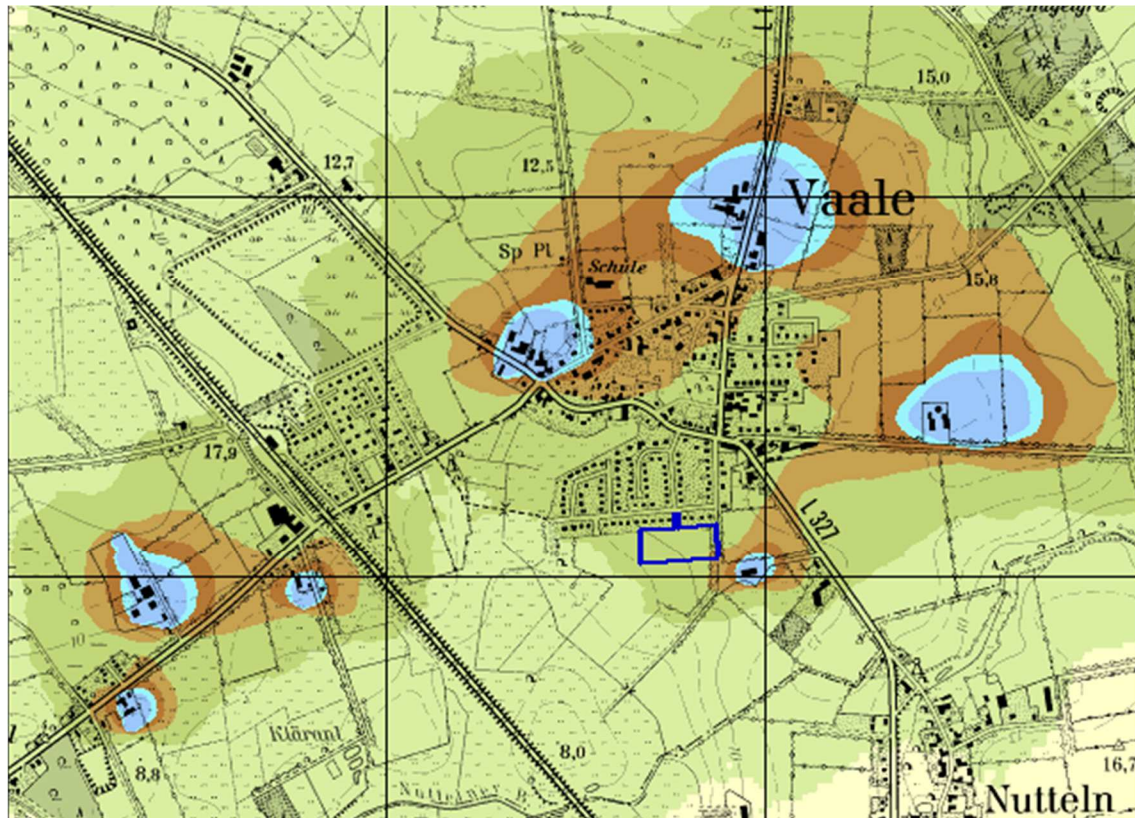 15,0
12,7
12,5
Vaale
Sp Pl
Schule
15,8
17,9
L 327
Kläranl
8,0
8,8
16,7
Nutteln